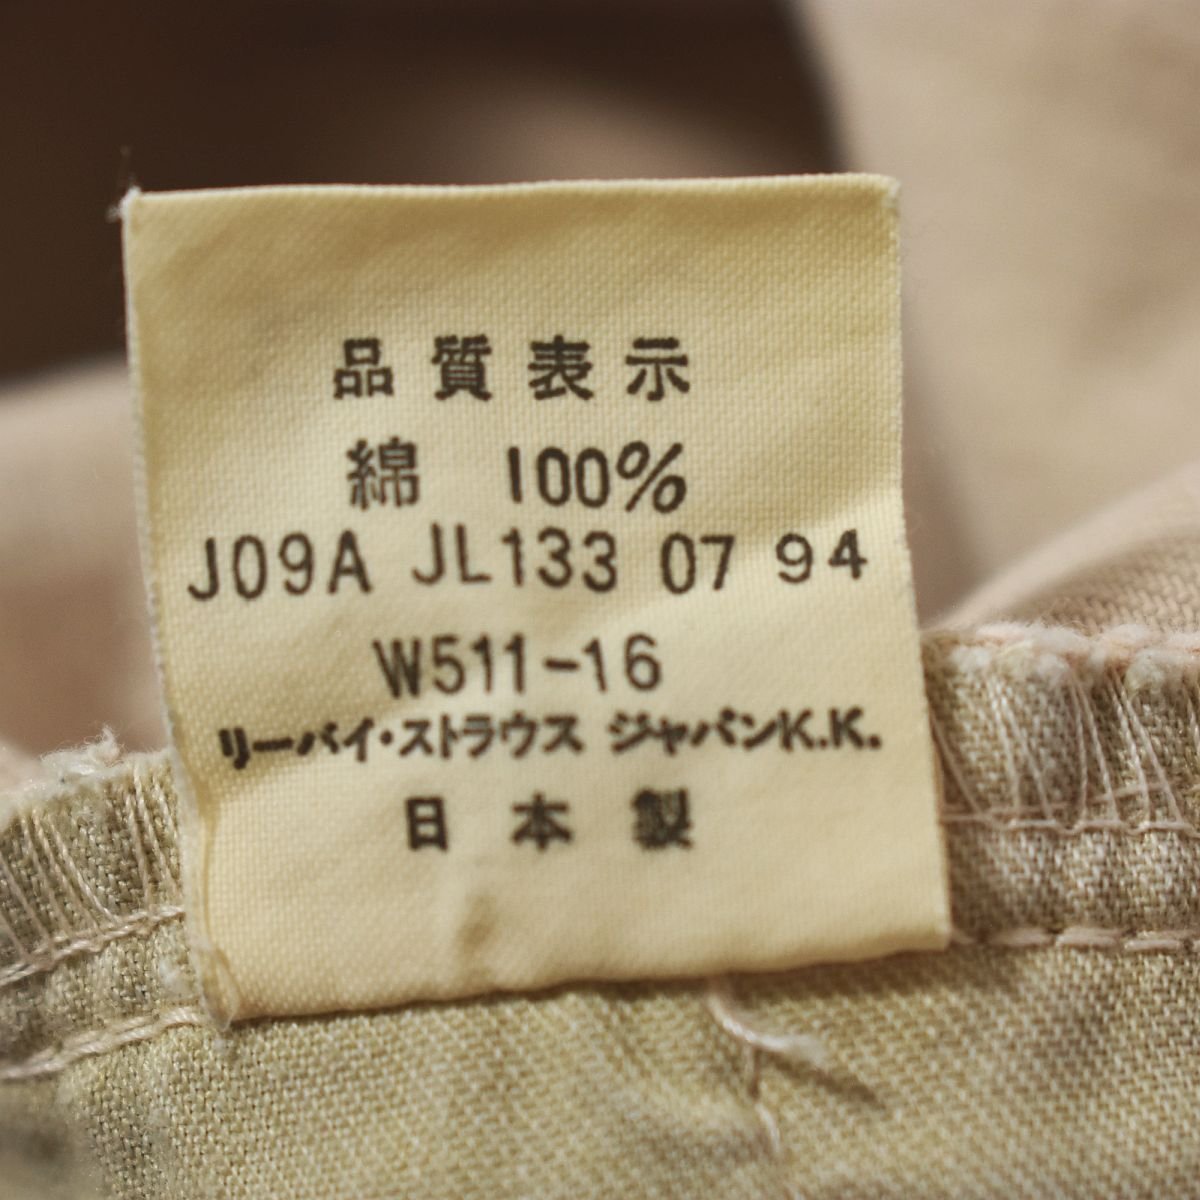 品質表示
綿 100%
J09A JL133 07 94
W511-16
リーバイ・ストラウス ジャパンK.K.
日本製